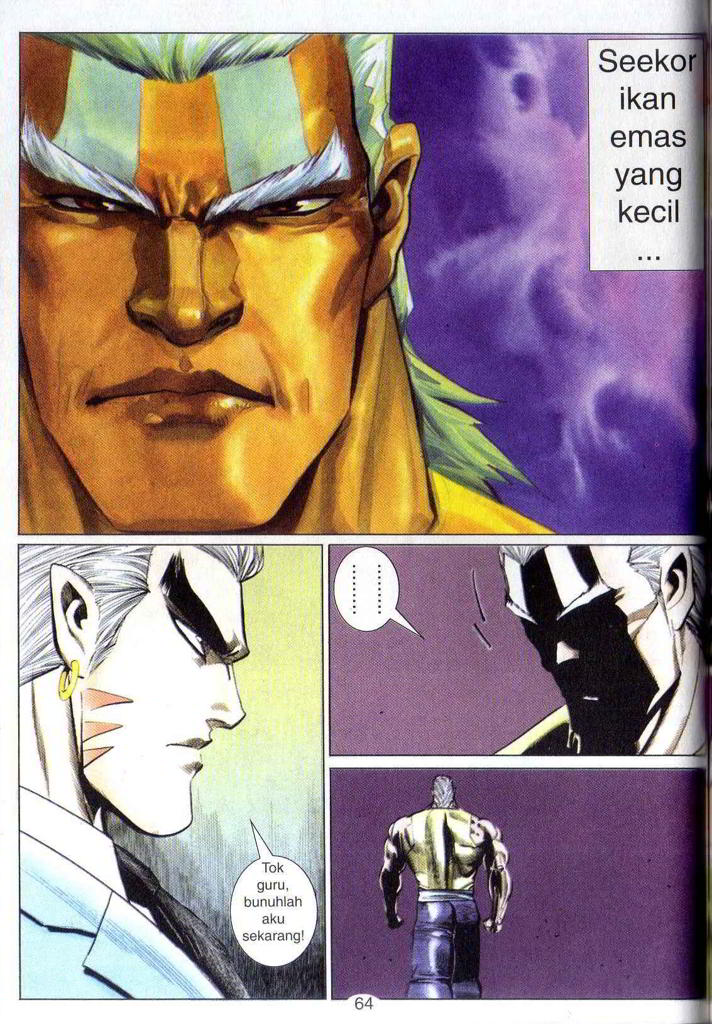 Seekor
ikan
emas
yang
kecil
...
Tok
guru,
bunuhlah
aku
sekarang!
64